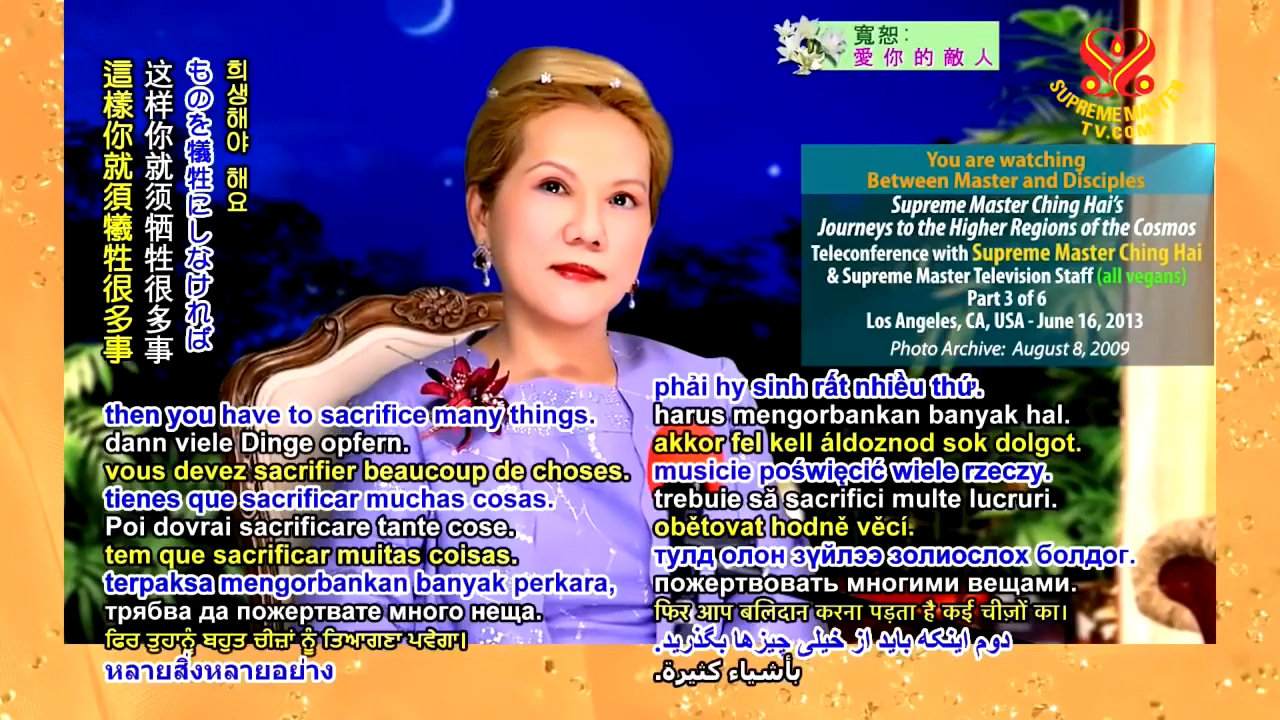 寬恕：
愛你的敵人
SUPREME MASTER
TV.COM
You are watching
Between Master and Disciples
Supreme Master Ching Hai's
Journeys to the Higher Regions of the Cosmos
Teleconference with Supreme Master Ching Hai
& Supreme Master Television Staff (all vegans)
Part 3 of 6
Los Angeles, CA, USA - June 16, 2013
Photo Archive: August 8, 2009
희생해야 해요
ものを犠牲にしなければ
这样你就须牺牲很多事
這樣你就須犧牲很多事
then you have to sacrifice many things.
dann viele Dinge opfern.
vous devez sacrifier beaucoup de choses.
tienes que sacrificar muchas cosas.
Poi dovrai sacrificare tante cose.
tem que sacrificar muitas coisas.
terpaksa mengorbankan banyak perkara,
трябва да пожертвате много неща.
ਫਿਰ ਤੁਹਾਨੂੰ ਬਹੁਤ ਚੀਜ਼ਾਂ ਨੂੰ ਤਿਆਗਣਾ ਪਵੇਗਾ।
หลายสิ่งหลายอย่าง
phải hy sinh rất nhiều thứ.
harus mengorbankan banyak hal.
akkor fel kell áldoznod sok dolgot.
musicie poświęcić wiele rzeczy.
trebuie să sacrifici multe lucruri.
obětovat hodně věcí.
тулд олон зүйлээ золиослох болдог.
пожертвовать многими вещами.
फिर आप बलिदान करना पड़ता है कई चीज़ों का।
دوم اینکه باید از خیلی چیزها بگذرید.
بأشياء كثيرة.